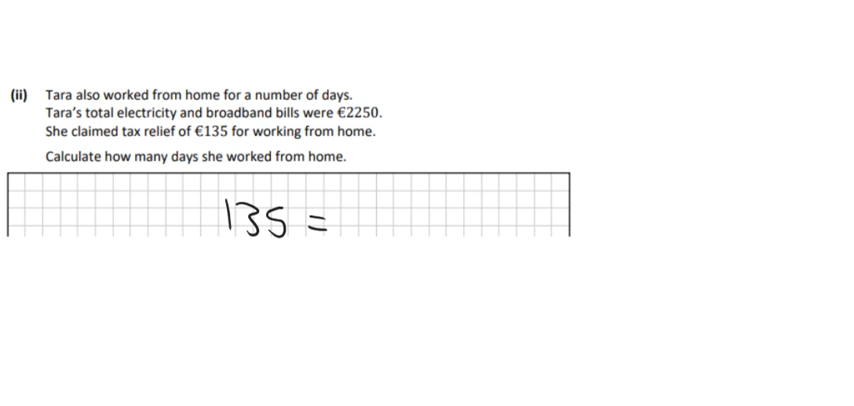 (ii) Tara also worked from home for a number of days.
Tara's total electricity and broadband bills were €2250.
She claimed tax relief of €135 for working from home.
Calculate how many days she worked from home.
135 =